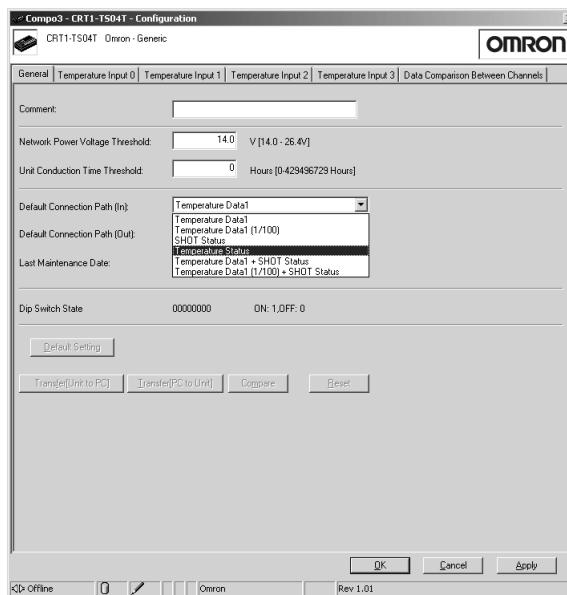 Compo3 - CRT1-TS04T - Configuration
CRT1-TS04T Omron - Generic
OMRON
General Temperature Input 0 Temperature Input 1 Temperature Input 2 Temperature Input 3 Data Comparison Between Channels
Comment:
Network Power Voltage Threshold: 14.0 V [14.0 - 26.4V]
Unit Conduction Time Threshold: 0 Hours [0-429496729 Hours]
Default Connection Path (In): Temperature Data1
Temperature Data1
Temperature Data1 (1/100)
SHOT Status
Temperature Status
Temperature Data1 + SHOT Status
Temperature Data1 (1/100) + SHOT Status
Default Connection Path (Out):
Last Maintenance Date:
Dip Switch State 00000000 ON: 1,OFF: 0
Default Setting
Transfer[Unit to PC] Transfer[PC to Unit] Compare Reset
OK Cancel Apply
Offline Omron Rev 1.01